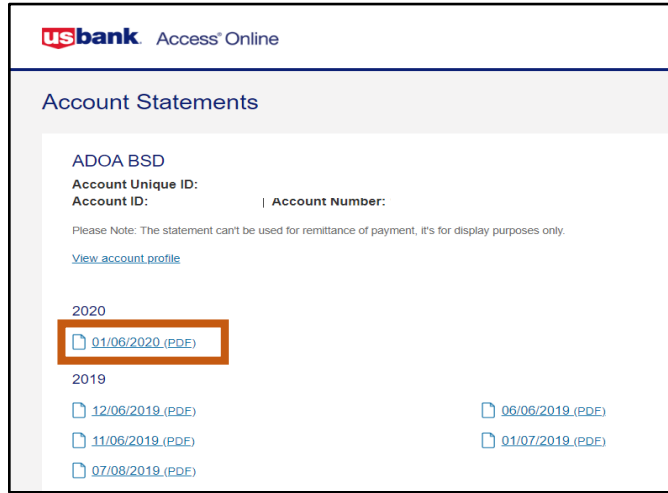 usbank Access® Online
Account Statements
ADOA BSD
Account Unique ID:
Account ID: | Account Number:
Please Note: The statement can't be used for remittance of payment, it's for display purposes only.
View account profile
2020
01/06/2020 (PDF)
2019
12/06/2019 (PDF) 06/06/2019 (PDF)
11/06/2019 (PDF) 01/07/2019 (PDF)
07/08/2019 (PDF)